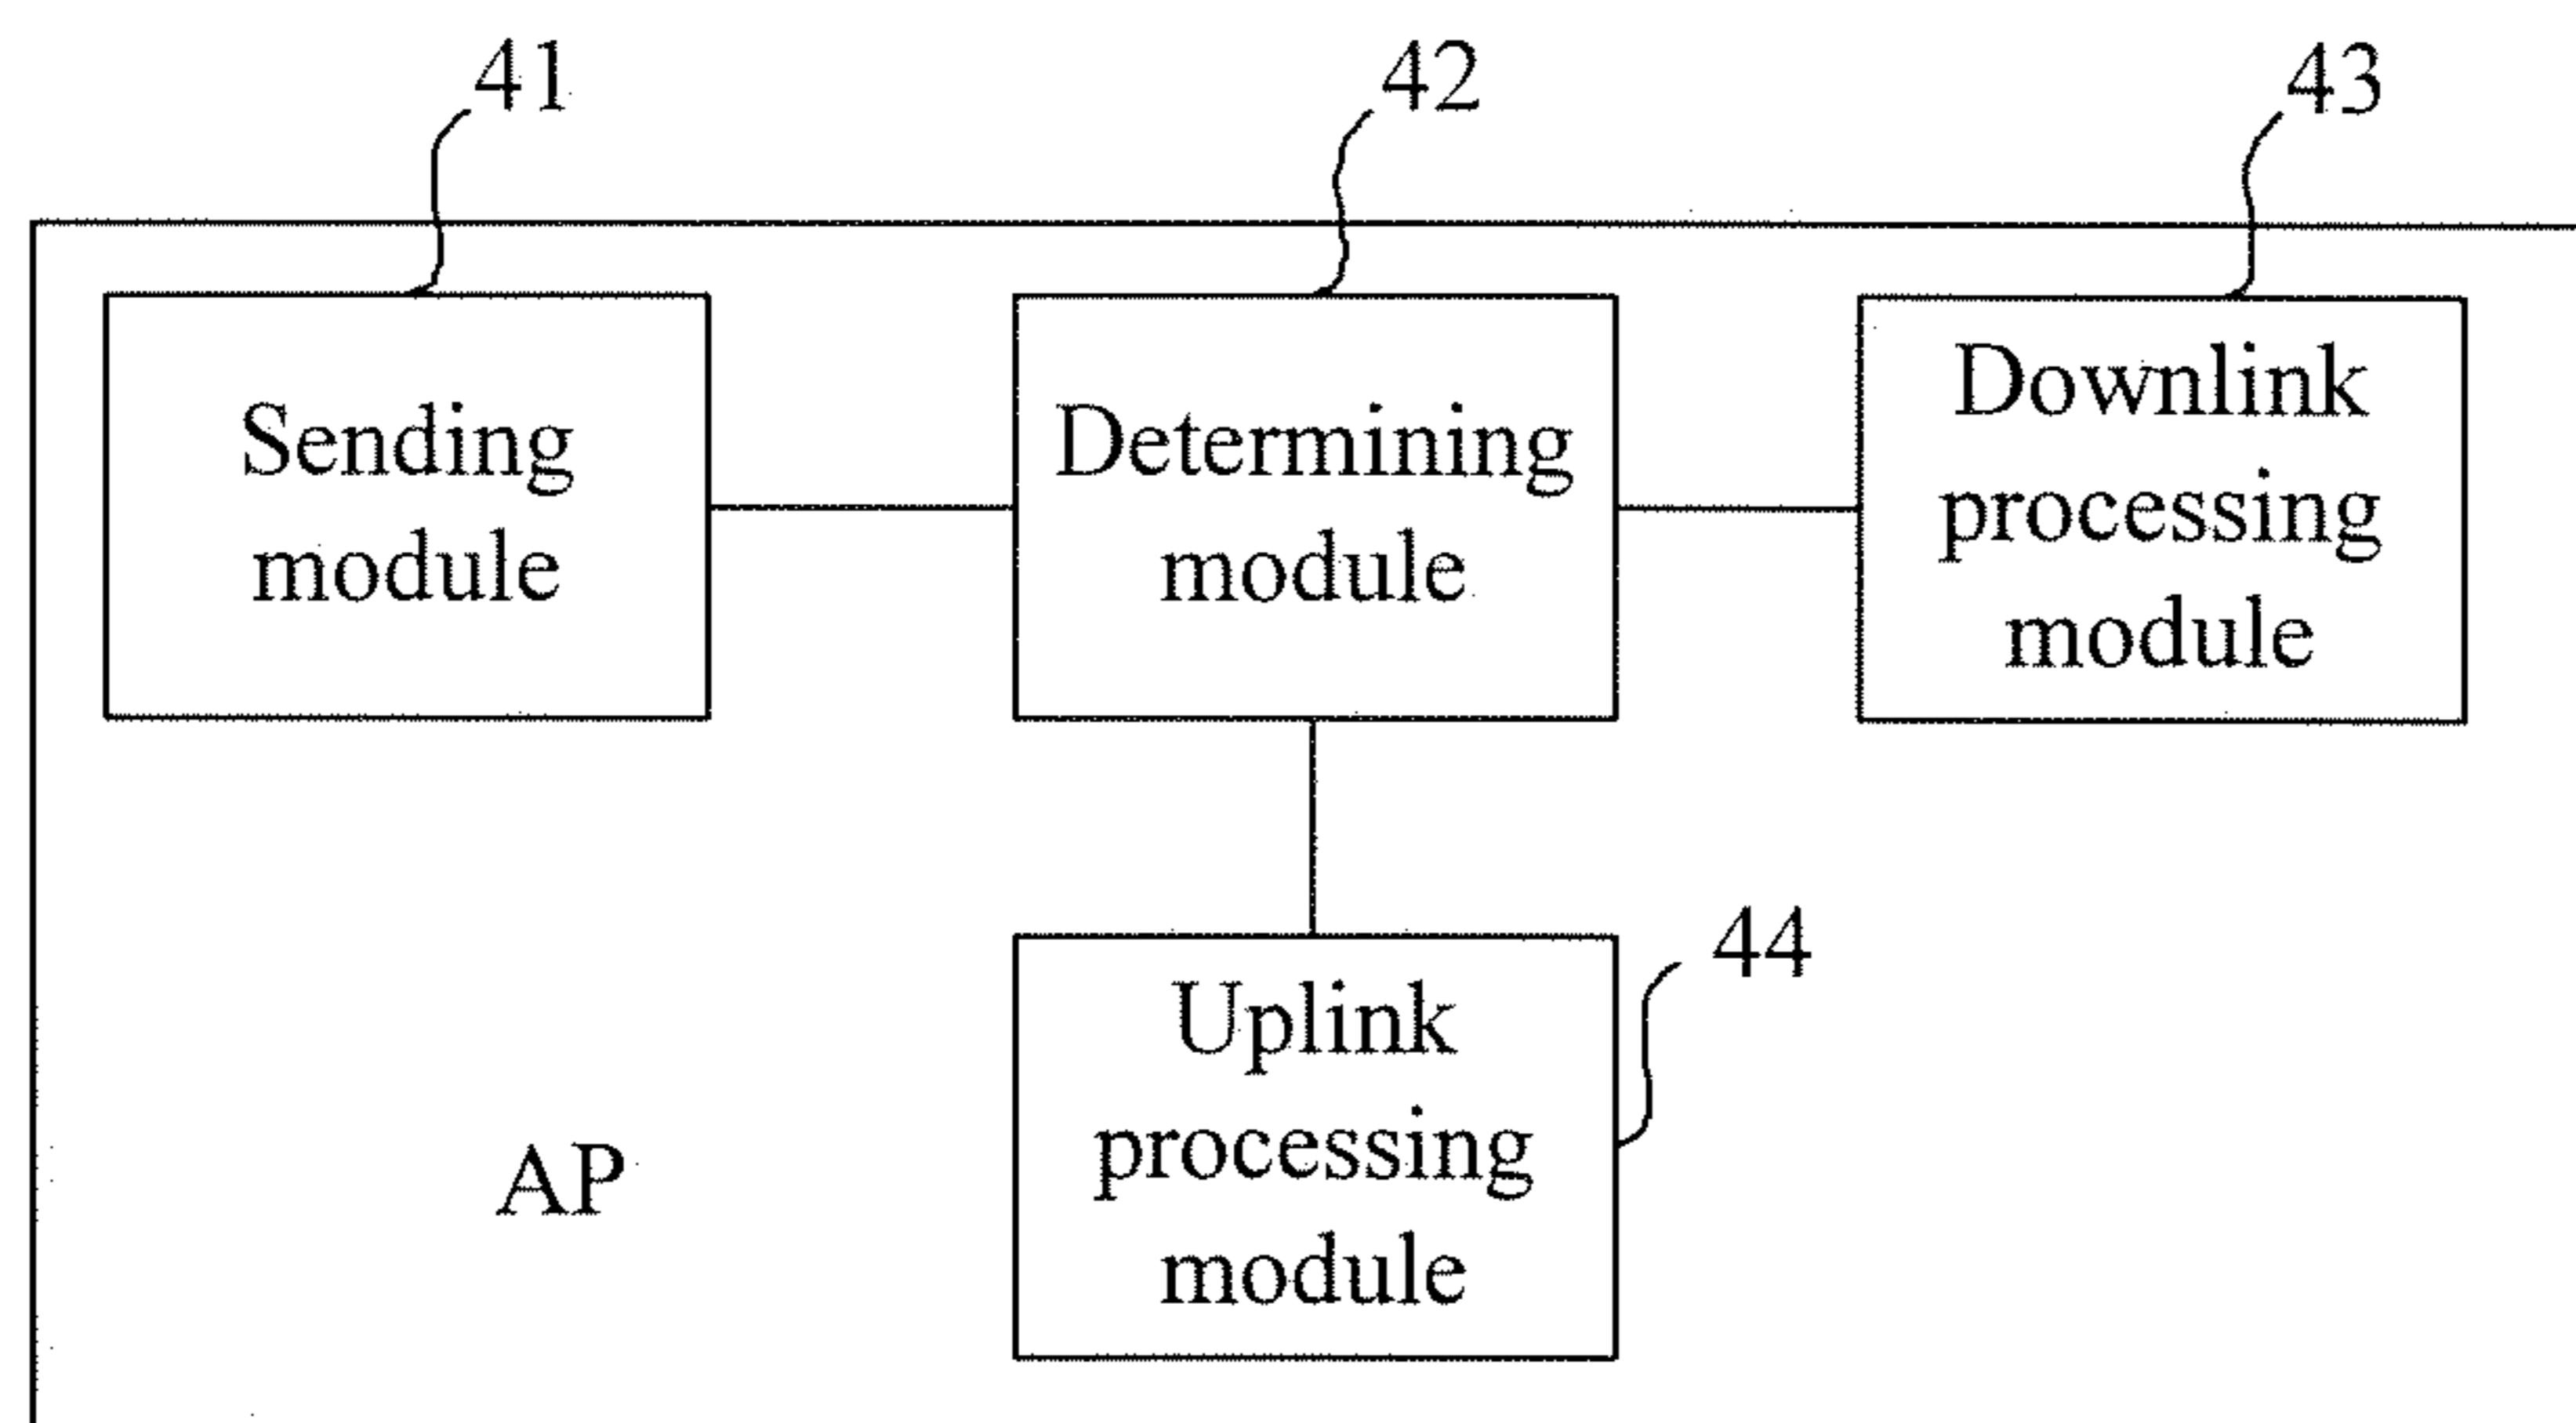 41
42
43
Sending
module
Determining
module
Downlink
processing
module
44
Uplink
processing
module
AP